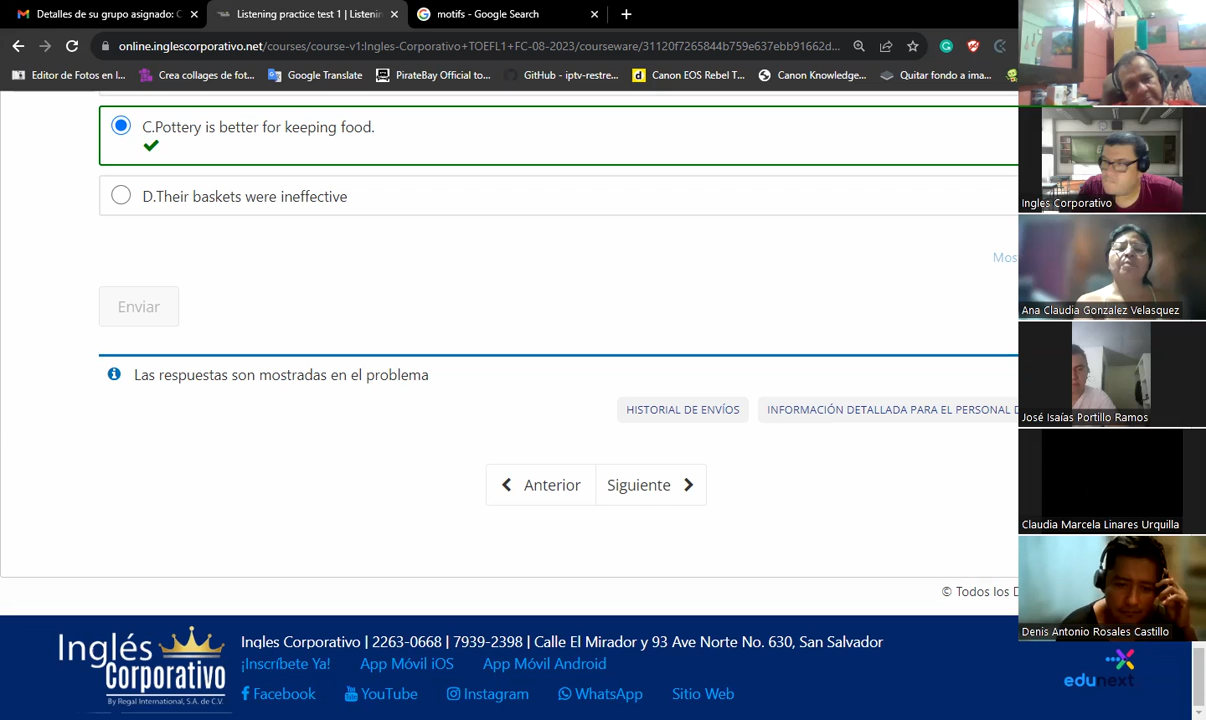 Detalles de su grupo asignado: C
Listening practice test 1 | Listenin
motifs - Google Search
online.inglescorporativo.net/courses/course-v1:Ingles-Corporativo+TOEFL1+FC-08-2023/courseware/31120f7265844b759e637ebb91662d...
Editor de Fotos en l...
Crea collages de fot...
Google Translate
PirateBay Official to...
GitHub - iptv-restre...
Canon EOS Rebel T...
Canon Knowledge...
Quitar fondo a ima...
C.Pottery is better for keeping food.
D.Their baskets were ineffective
Mos
Enviar
Las respuestas son mostradas en el problema
HISTORIAL DE ENVÍOS
INFORMACIÓN DETALLADA PARA EL PERSONAL D
Anterior
Siguiente
© Todos los D
Inglés Corporativo
By Regal International, S.A. de C.V.
Ingles Corporativo | 2263-0668 | 7939-2398 | Calle El Mirador y 93 Ave Norte No. 630, San Salvador
¡Inscríbete Ya!
App Móvil iOS
App Móvil Android
Facebook
YouTube
Instagram
WhatsApp
Sitio Web
edunext
Ingles Corporativo
Ana Claudia Gonzalez Velasquez
José Isaías Portillo Ramos
Claudia Marcela Linares Urquilla
Denis Antonio Rosales Castillo